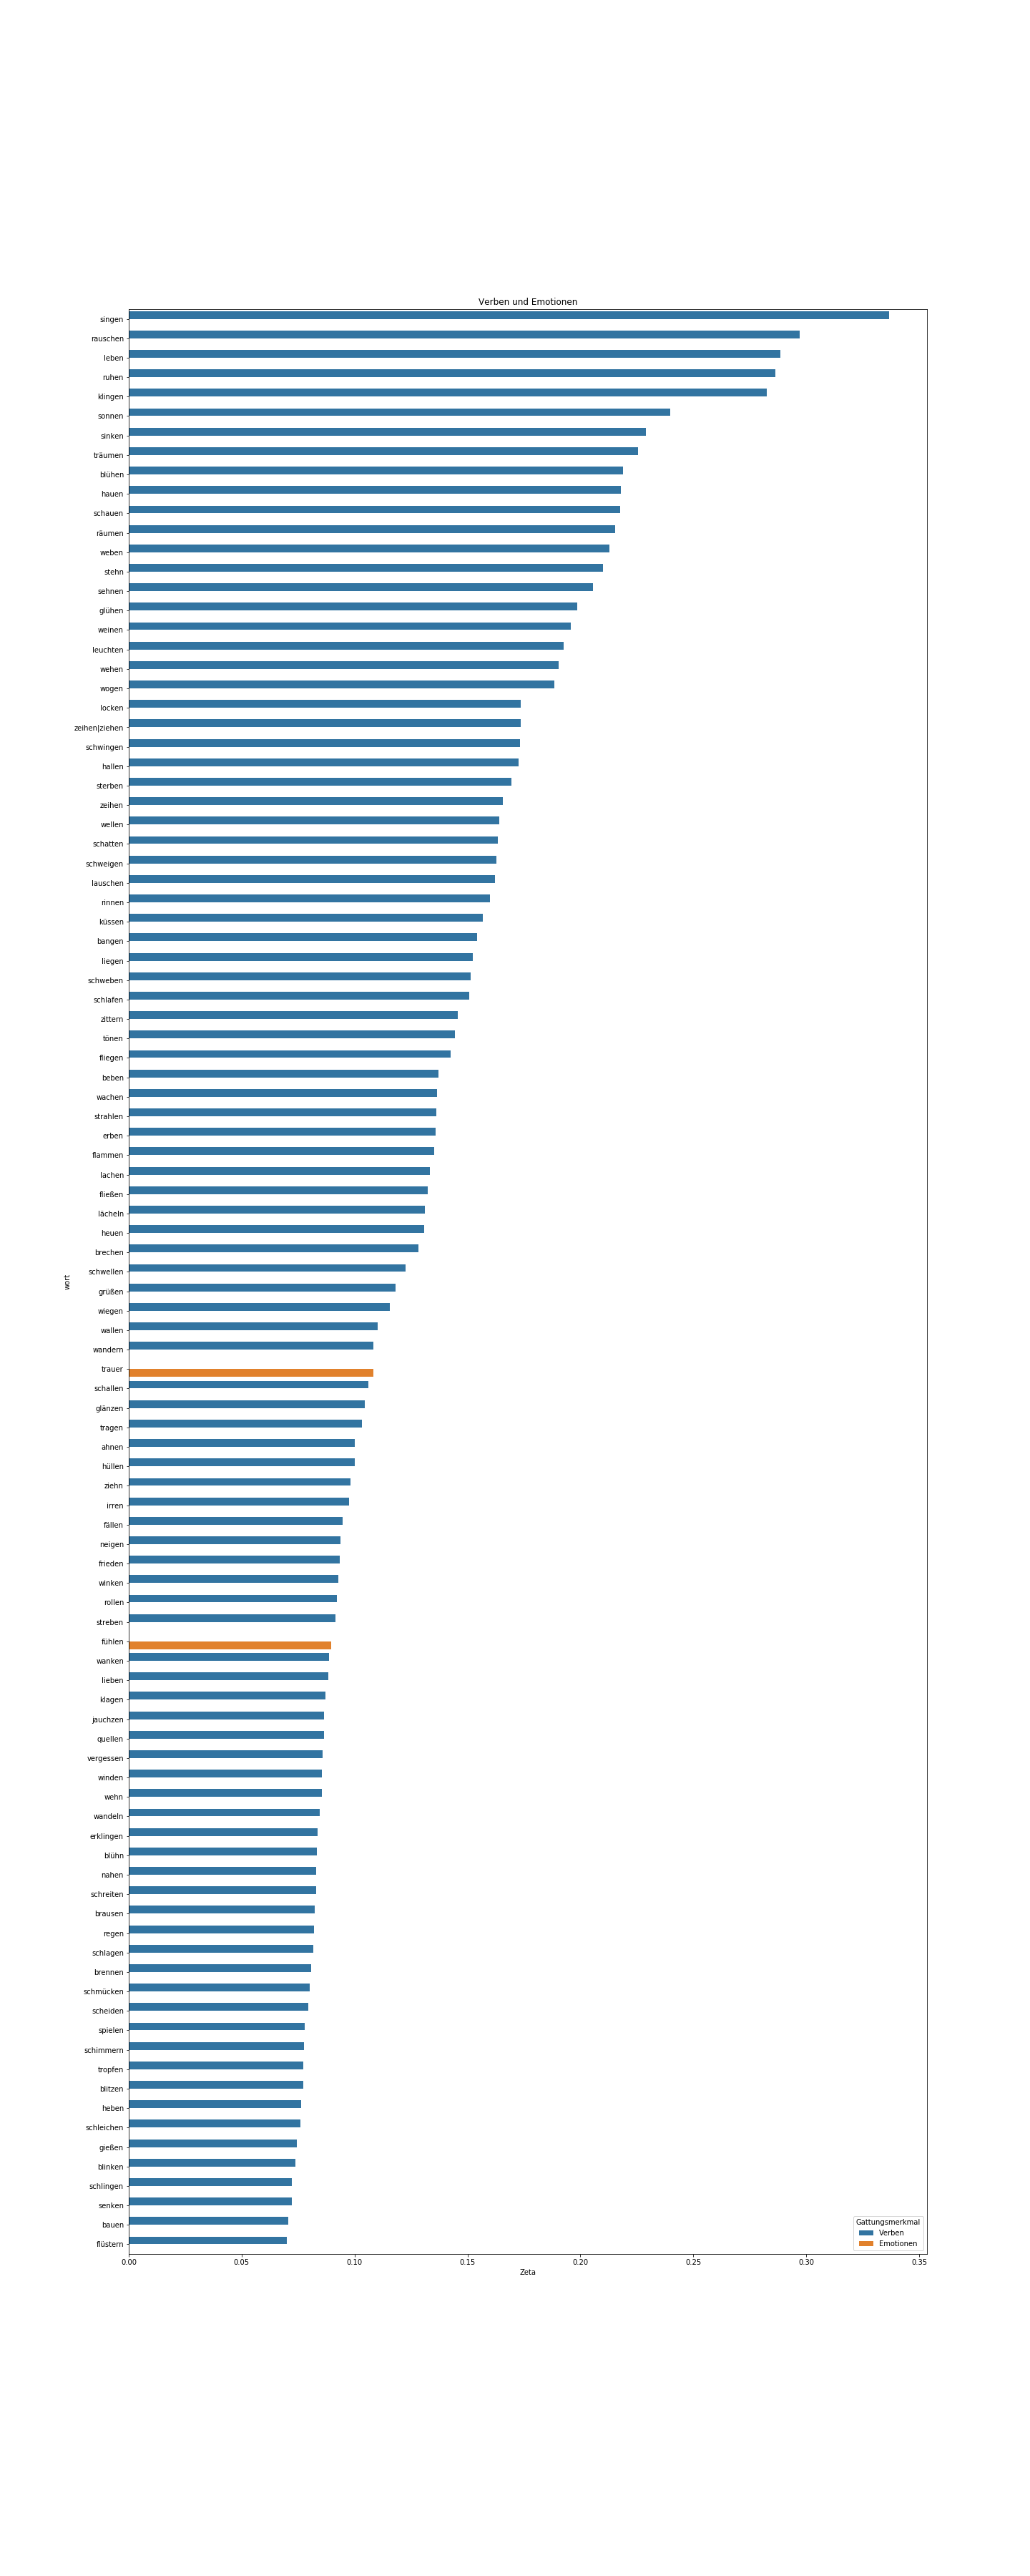 Verben und Emotionen
singen
rauschen
leben
ruhen
klingen
sonnen
sinken
träumen
blühen
hauen
schauen
räumen
weben
stehn
sehnen
glühen
weinen
leuchten
wehen
wogen
locken
zeihen|ziehen
schwingen
hallen
sterben
zeihen
wellen
schatten
schweigen
lauschen
rinnen
küssen
bangen
liegen
schweben
schlafen
zittern
tönen
fliegen
beben
wachen
strahlen
erben
flammen
lachen
fließen
lächeln
heuen
brechen
schwellen
wort
grüßen
wiegen
wallen
wandern
trauer
schallen
glänzen
tragen
ahnen
hüllen
ziehn
irren
fällen
neigen
frieden
winken
rollen
streben
fühlen
wanken
lieben
klagen
jauchzen
quellen
vergessen
winden
wehn
wandeln
erklingen
blühn
nahen
schreiten
brausen
regen
schlagen
brennen
schmücken
scheiden
spielen
schimmern
tropfen
blitzen
heben
schleichen
gießen
blinken
schlingen
senken
bauen
flüstern
Gattungsmerkmal
Verben
Emotionen
0.00 0.05 0.10 0.15 0.20 0.25 0.30 0.35
Zeta